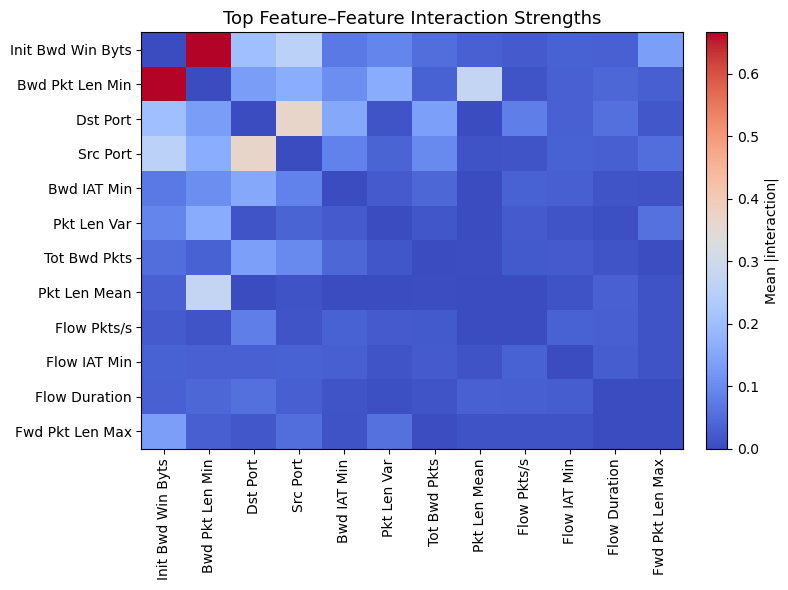 Top Feature–Feature Interaction Strengths
Init Bwd Win Byts
Bwd Pkt Len Min
Dst Port
Src Port
Bwd IAT Min
Pkt Len Var
Tot Bwd Pkts
Pkt Len Mean
Flow Pkts/s
Flow IAT Min
Flow Duration
Fwd Pkt Len Max
Init Bwd Win Byts
Bwd Pkt Len Min
Dst Port
Src Port
Bwd IAT Min
Pkt Len Var
Tot Bwd Pkts
Pkt Len Mean
Flow Pkts/s
Flow IAT Min
Flow Duration
Fwd Pkt Len Max
0.6
0.5
0.4
0.3
0.2
0.1
0.0
Mean |interaction|